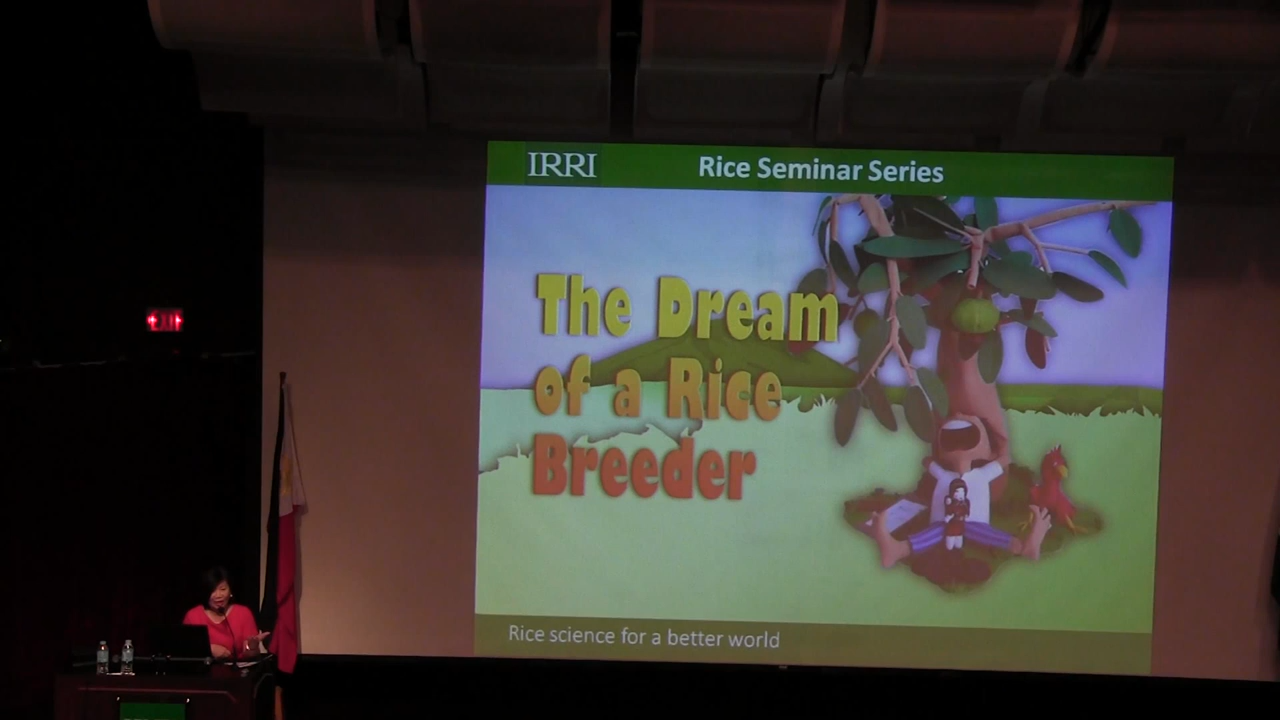 IRRI
Rice Seminar Series
The Dream
of a Rice
Breeder
Rice science for a better world
EXIT